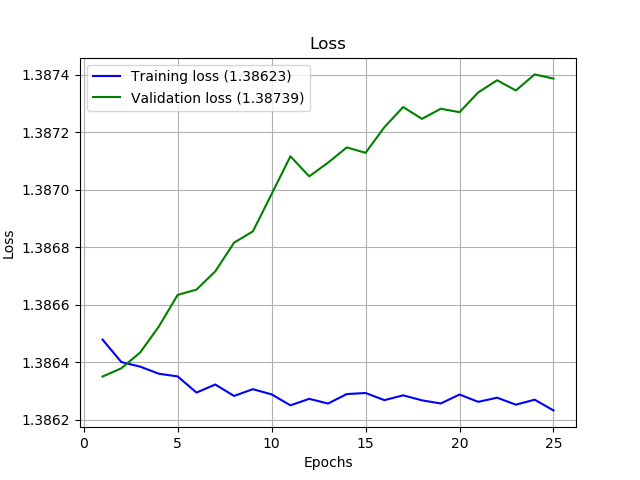 Loss
Training loss (1.38623)
Validation loss (1.38739)
1.3874
1.3872
1.3870
1.3868
1.3866
1.3864
1.3862
Loss
0 5 10 15 20 25
Epochs